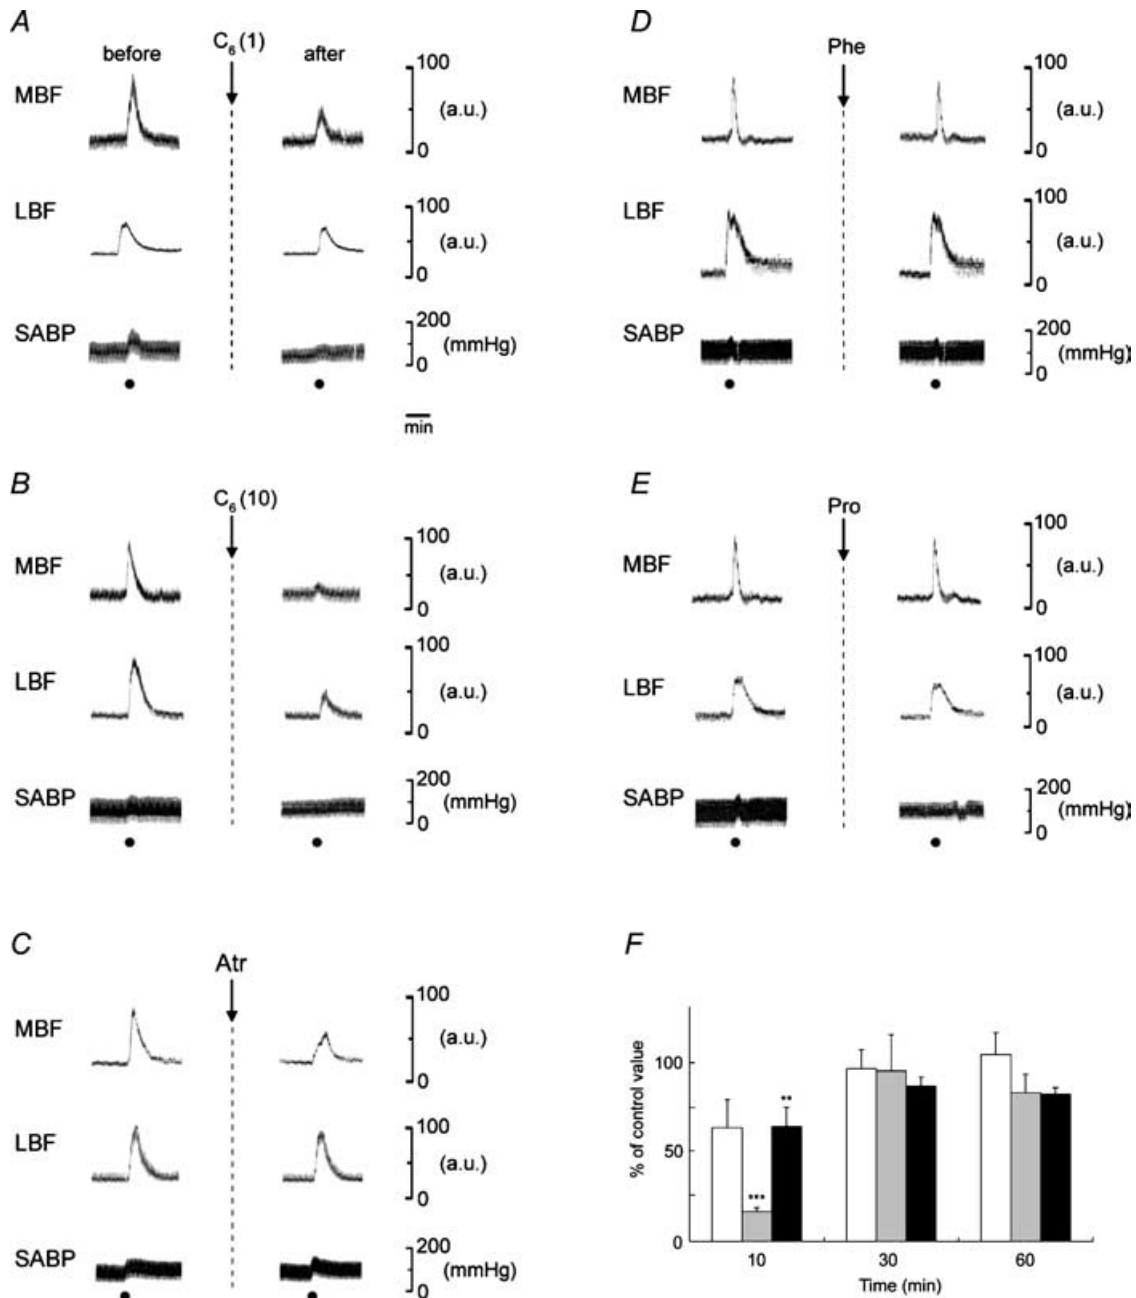 A
before
C6(1)
after
MBF
100
(a.u.)
0
LBF
100
(a.u.)
0
SABP
200
(mmHg)
0
min
B
C6(10)
MBF
100
(a.u.)
0
LBF
100
(a.u.)
0
SABP
200
(mmHg)
0
C
Atr
MBF
100
(a.u.)
0
LBF
100
(a.u.)
0
SABP
200
(mmHg)
0
D
Phe
MBF
100
(a.u.)
0
LBF
100
(a.u.)
0
SABP
200
(mmHg)
0
E
Pro
MBF
100
(a.u.)
0
LBF
100
(a.u.)
0
SABP
200
(mmHg)
0
F
% of control value
100
50
0
***
**
10 30 60
Time (min)